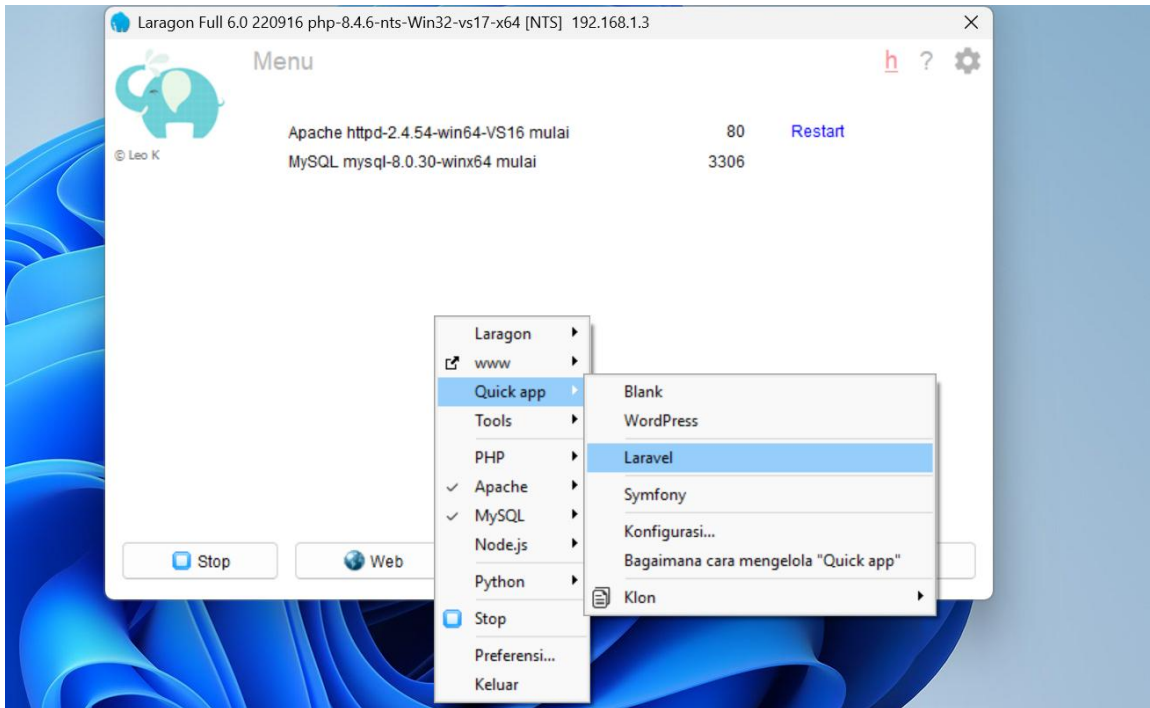 Laragon Full 6.0 220916 php-8.4.6-nts-Win32-vs17-x64 [NTS] 192.168.1.3
Menu
h ?
© Leo K
Apache httpd-2.4.54-win64-VS16 mulai 80 Restart
MySQL mysql-8.0.30-winx64 mulai 3306
Laragon
www
Quick app
Tools
PHP
Apache
MySQL
Node.js
Python
Stop
Preferensi...
Keluar
Blank
WordPress
Laravel
Symfony
Konfigurasi...
Bagaimana cara mengelola "Quick app"
Klon
Stop
Web